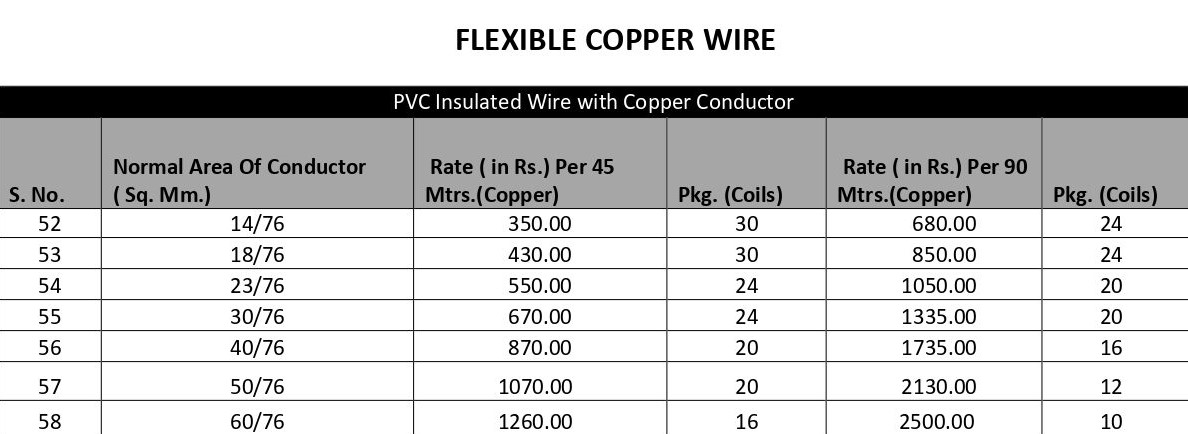 FLEXIBLE COPPER WIRE
PVC Insulated Wire with Copper Conductor
S. No. Normal Area Of Conductor ( Sq. Mm.) Rate ( in Rs.) Per 45 Mtrs.(Copper) Pkg. (Coils) Rate ( in Rs.) Per 90 Mtrs.(Copper) Pkg. (Coils)
52 14/76 350.00 30 680.00 24
53 18/76 430.00 30 850.00 24
54 23/76 550.00 24 1050.00 20
55 30/76 670.00 24 1335.00 20
56 40/76 870.00 20 1735.00 16
57 50/76 1070.00 20 2130.00 12
58 60/76 1260.00 16 2500.00 10